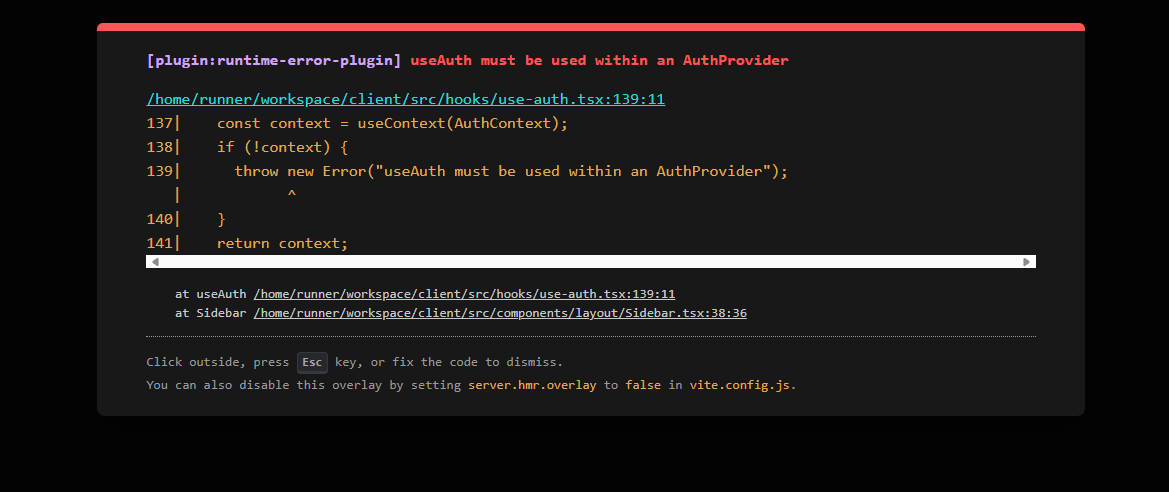 [plugin:runtime-error-plugin] useAuth must be used within an AuthProvider
/home/runner/workspace/client/src/hooks/use-auth.tsx:139:11
137|    const context = useContext(AuthContext);
138|    if (!context) {
139|      throw new Error("useAuth must be used within an AuthProvider");
   |            ^
140|    }
141|    return context;
at useAuth /home/runner/workspace/client/src/hooks/use-auth.tsx:139:11
at Sidebar /home/runner/workspace/client/src/components/layout/Sidebar.tsx:38:36
Click outside, press Esc key, or fix the code to dismiss.
You can also disable this overlay by setting server.hmr.overlay to false in vite.config.js.